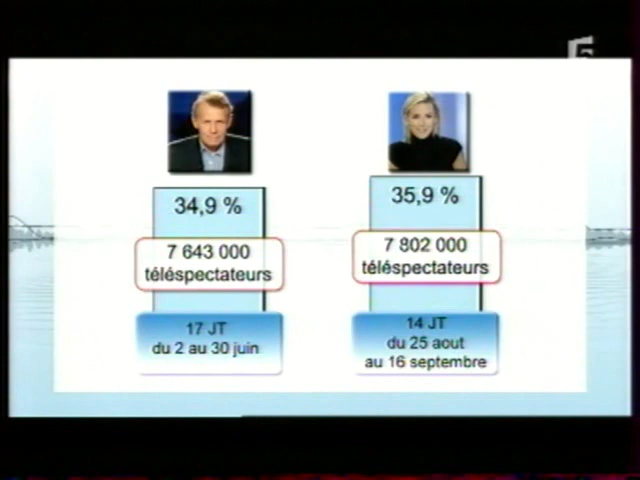 5
34,9 %
7 643 000
téléspectateurs
17 JT
du 2 au 30 juin
35,9 %
7 802 000
téléspectateurs
14 JT
du 25 aout
au 16 septembre